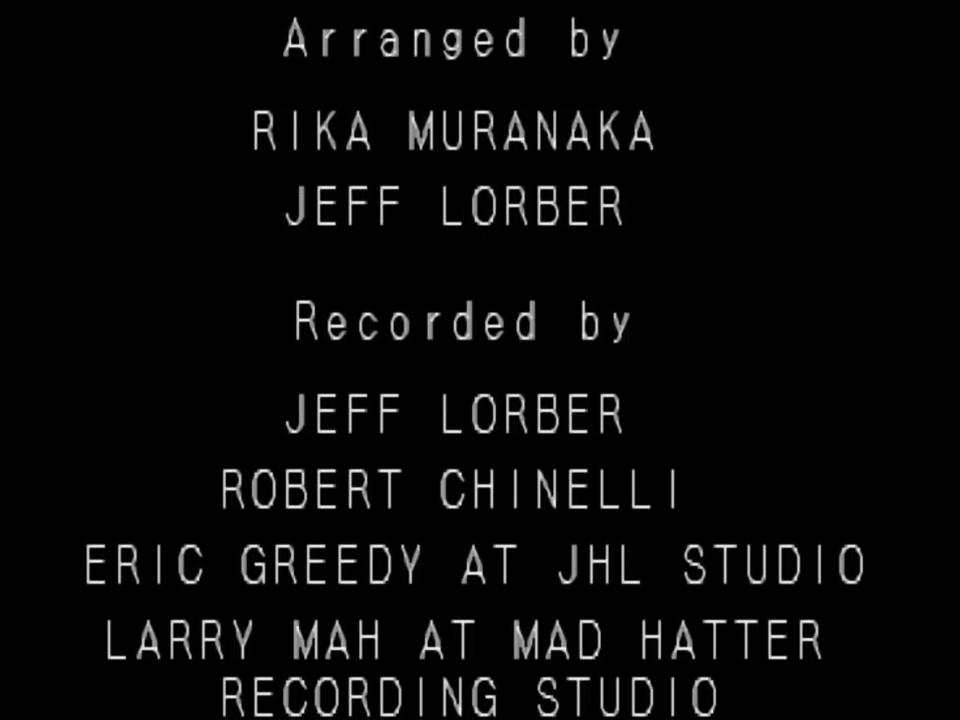 Arranged by
RIKA MURANAKA
JEFF LORBER
Recorded by
JEFF LORBER
ROBERT CHINELLI
ERIC GREEDY AT JHL STUDIO
LARRY MAH AT MAD HATTER
RECORDING STUDIO